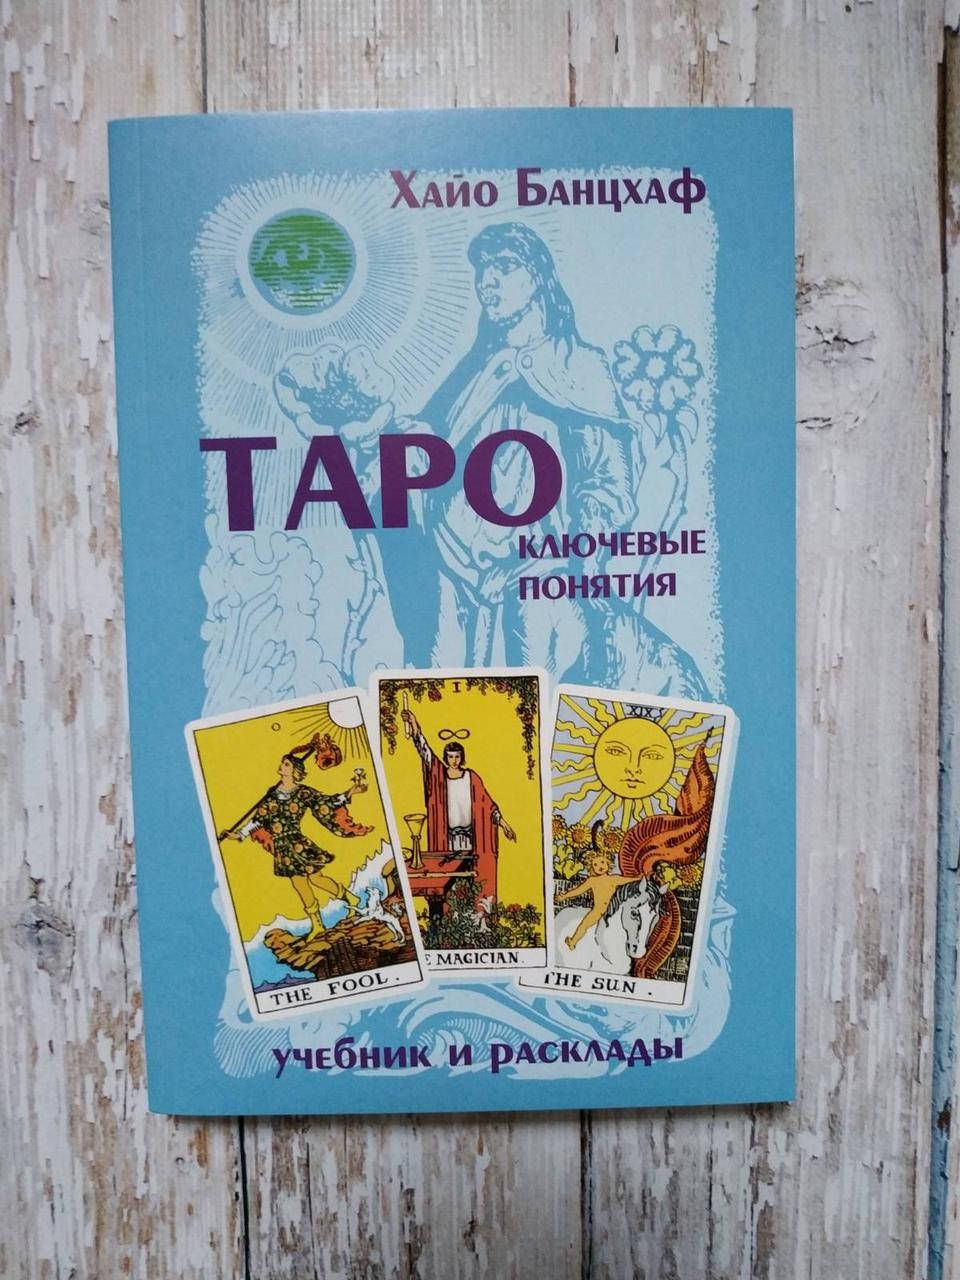 Хайо Банцхаф
ТАРО
КЛЮЧЕВЫЕ
ПОНЯТИЯ
I
XIX
THE FOOL.
MAGICIAN.
THE SUN.
учебник и расклады